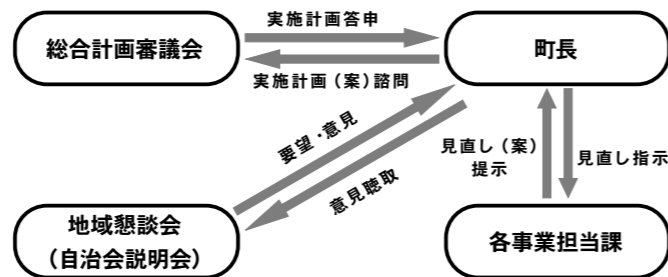 実施計画答申
総合計画審議会
町長
実施計画（案）諮問
要望・意見
見直し（案）
提示
見直し指示
意見聴取
地域懇談会
（自治会説明会）
各事業担当課